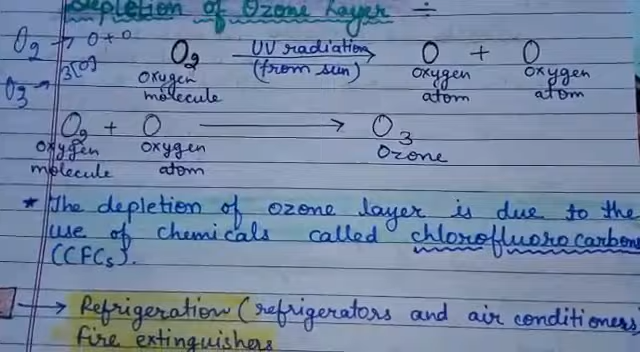 Depletion of Ozone Layer ÷
O2 → O + O
O2 UV radiation (from sun) → O + O
oxygen molecule oxygen atom oxygen atom
O3 → 3[O]
O2 + O → O3
oxygen molecule oxygen atom Ozone
* The depletion of ozone layer is due to the
use of chemicals called chlorofluorocarbons
(CFCs).
→ Refrigeration (refrigerators and air conditioners)
fire extinguishers